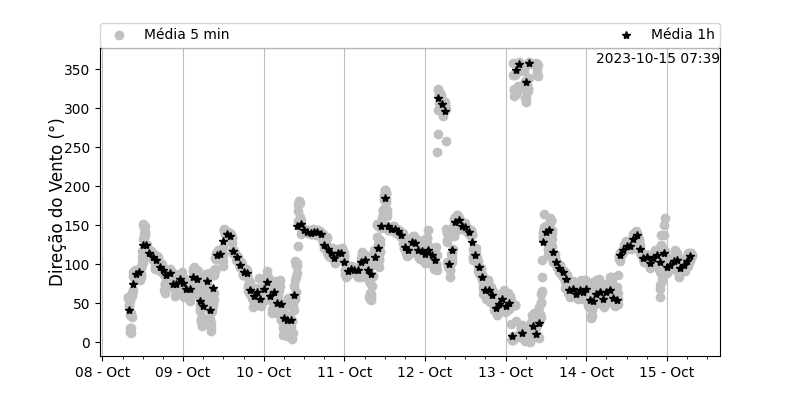 Média 5 min
Média 1h
2023-10-15 07:39
Direção do Vento (°)
350
300
250
200
150
100
50
0
08 - Oct
09 - Oct
10 - Oct
11 - Oct
12 - Oct
13 - Oct
14 - Oct
15 - Oct